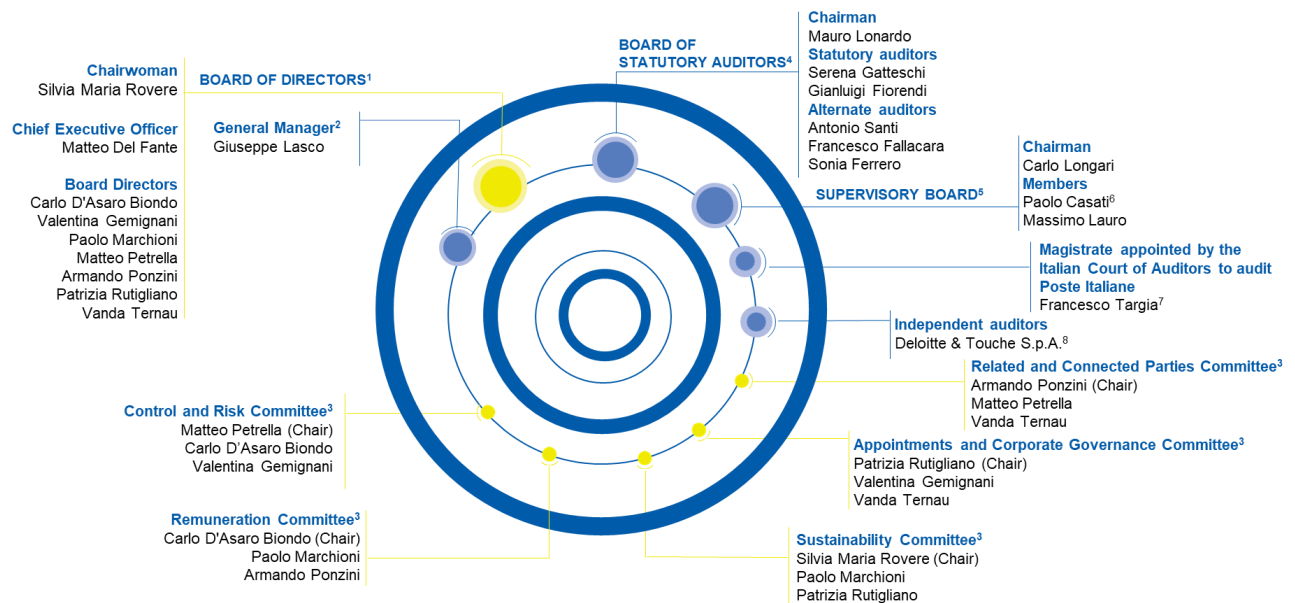 Chairwoman
Silvia Maria Rovere
Chief Executive Officer
Matteo Del Fante
Board Directors
Carlo D'Asaro Biondo
Valentina Gemignani
Paolo Marchioni
Matteo Petrella
Armando Ponzini
Patrizia Rutigliano
Vanda Ternau
BOARD OF DIRECTORS¹
General Manager²
Giuseppe Lasco
BOARD OF
STATUTORY AUDITORS⁴
Chairman
Mauro Lonardo
Statutory auditors
Serena Gatteschi
Gianluigi Fiorendi
Alternate auditors
Antonio Santi
Francesco Fallacara
Sonia Ferrero
SUPERVISORY BOARD⁵
Chairman
Carlo Longari
Members
Paolo Casati⁶
Massimo Lauro
Magistrate appointed by the
Italian Court of Auditors to audit
Poste Italiane
Francesco Targia⁷
Independent auditors
Deloitte & Touche S.p.A.⁸
Related and Connected Parties Committee³
Armando Ponzini (Chair)
Matteo Petrella
Vanda Ternau
Appointments and Corporate Governance Committee³
Patrizia Rutigliano (Chair)
Valentina Gemignani
Vanda Ternau
Sustainability Committee³
Silvia Maria Rovere (Chair)
Paolo Marchioni
Patrizia Rutigliano
Control and Risk Committee³
Matteo Petrella (Chair)
Carlo D’Asaro Biondo
Valentina Gemignani
Remuneration Committee³
Carlo D'Asaro Biondo (Chair)
Paolo Marchioni
Armando Ponzini